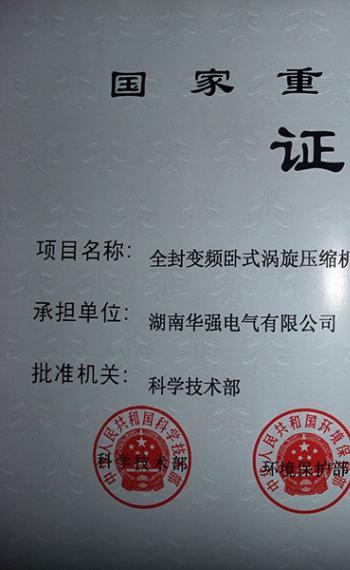 国家重
证
项目名称： 全封变频卧式涡旋压缩机
承担单位： 湖南华强电气有限公司
批准机关： 科学技术部
中华人民共和国科学技术部
科学技术部
中华人民共和国环境保
环境保护部